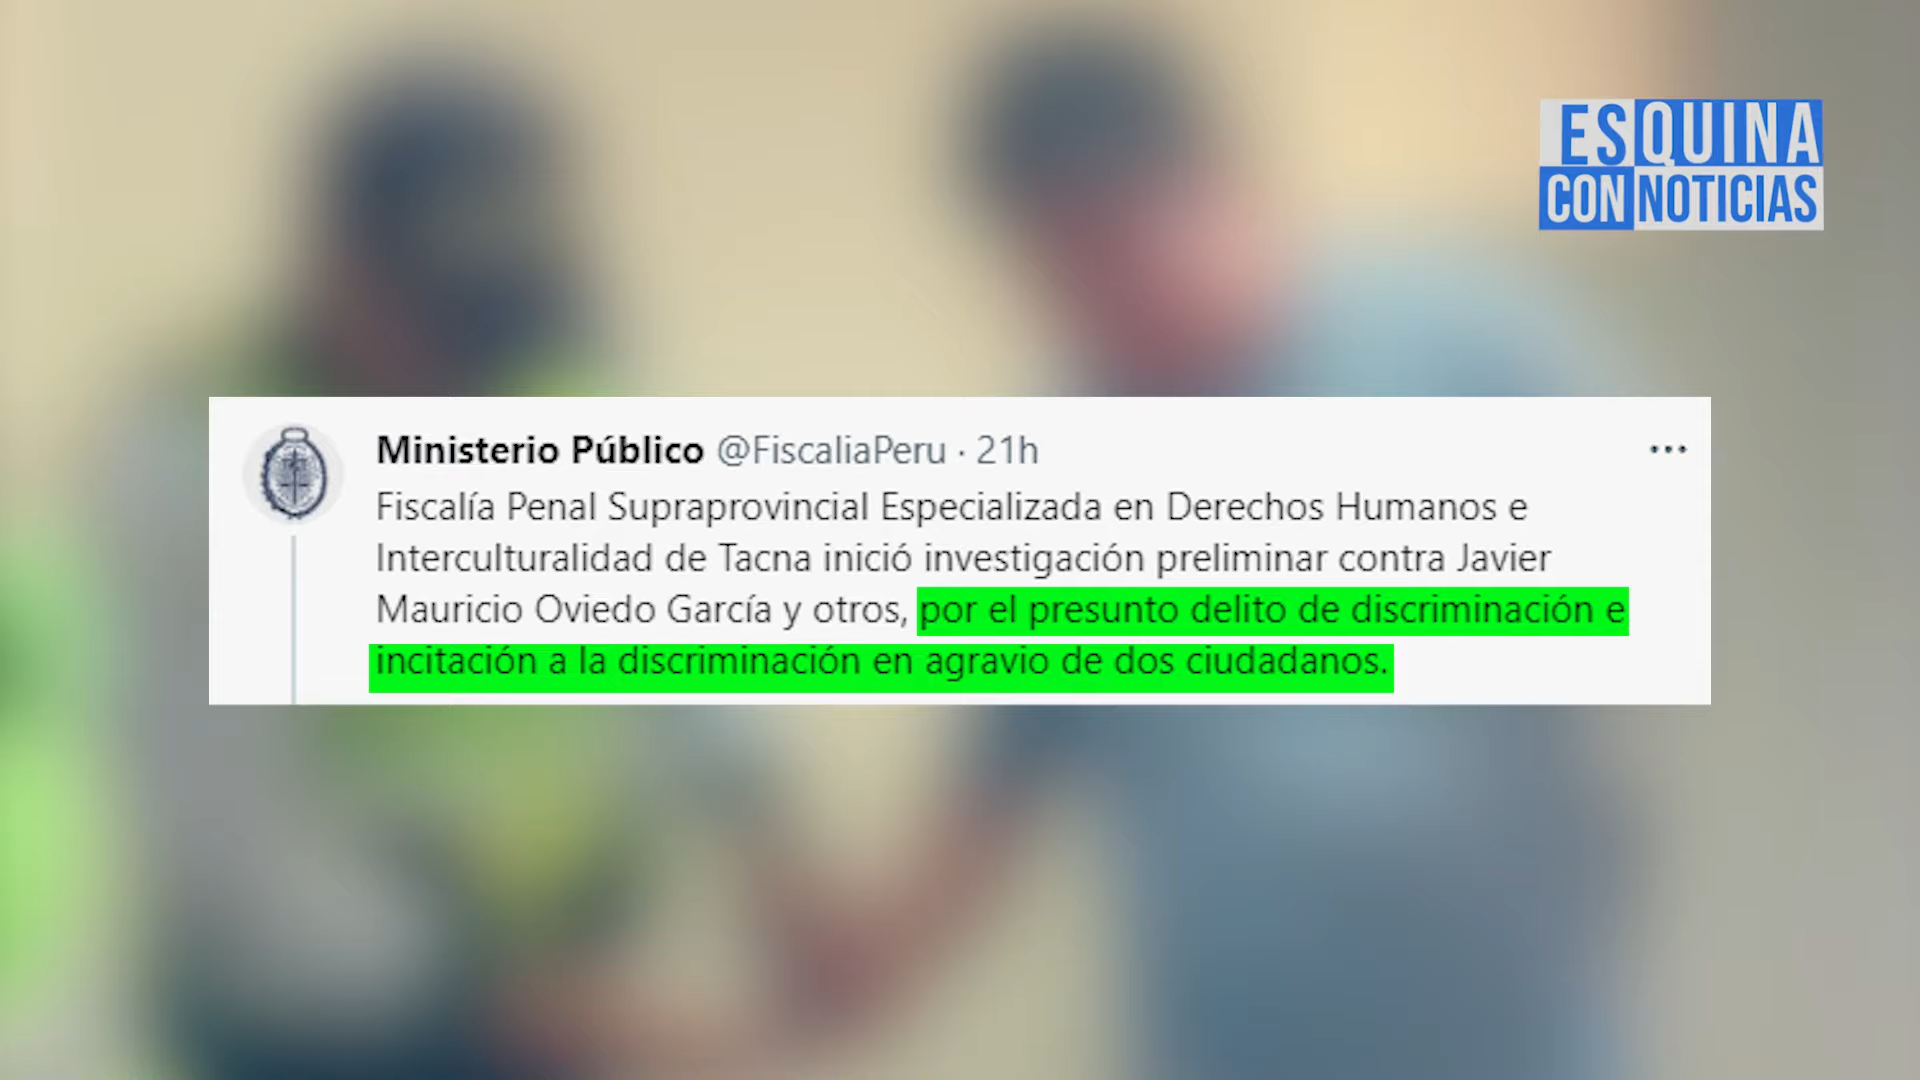 ESQUINA
CON NOTICIAS
Ministerio Público @FiscaliaPeru · 21h
Fiscalía Penal Supraprovincial Especializada en Derechos Humanos e
Interculturalidad de Tacna inició investigación preliminar contra Javier
Mauricio Oviedo García y otros, por el presunto delito de discriminación e
incitación a la discriminación en agravio de dos ciudadanos.